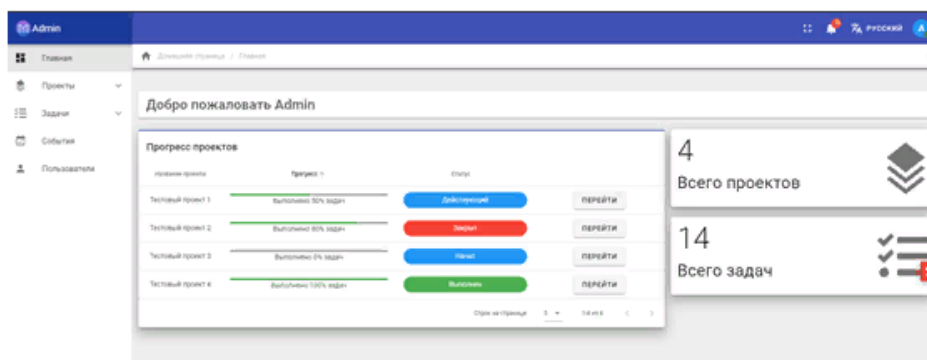 Admin
РУССКИЙ
A
Главная
Домашняя страница / Главная
Проекты
Задачи
События
Пользователи
Добро пожаловать Admin
Прогресс проектов
Название проекта Прогресс Статус
Тестовый проект 1 Выполнено 50% задач Действующий ПЕРЕЙТИ
Тестовый проект 2 Выполнено 80% задач Закрыт ПЕРЕЙТИ
Тестовый проект 3 Выполнено 0% задач Начат ПЕРЕЙТИ
Тестовый проект 4 Выполнено 100% задач Выполнен ПЕРЕЙТИ
Строк на странице 5
4
Всего проектов
14
Всего задач